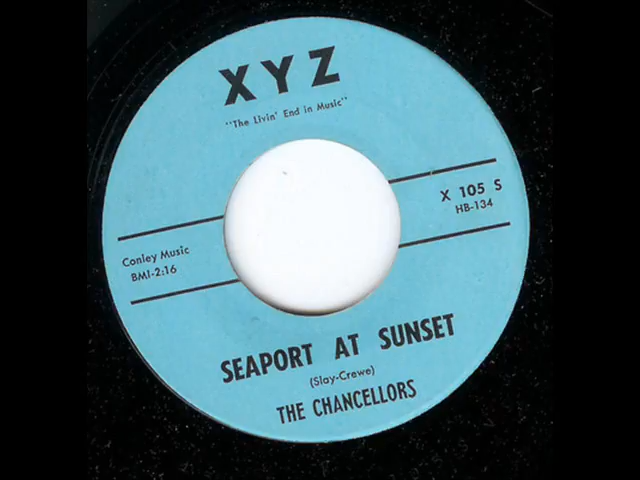 XYZ
"The Livin' End in Music"
X 105 S
HB-134
Conley Music
BMI-2:16
SEAPORT AT SUNSET
(Slay-Crewe)
THE CHANCELLORS